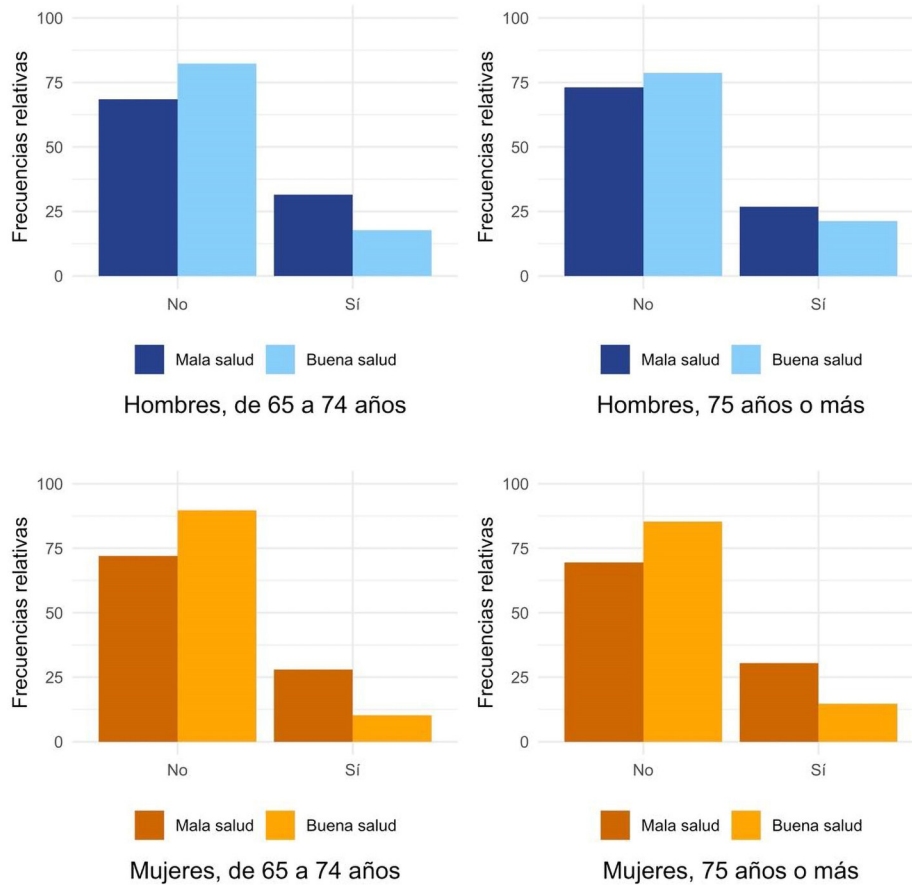 Frecuencias relativas
100
75
50
25
0
No Sí
Mala salud Buena salud
Hombres, de 65 a 74 años
Frecuencias relativas
100
75
50
25
0
No Sí
Mala salud Buena salud
Hombres, 75 años o más
Frecuencias relativas
100
75
50
25
0
No Sí
Mala salud Buena salud
Mujeres, de 65 a 74 años
Frecuencias relativas
100
75
50
25
0
No Sí
Mala salud Buena salud
Mujeres, 75 años o más